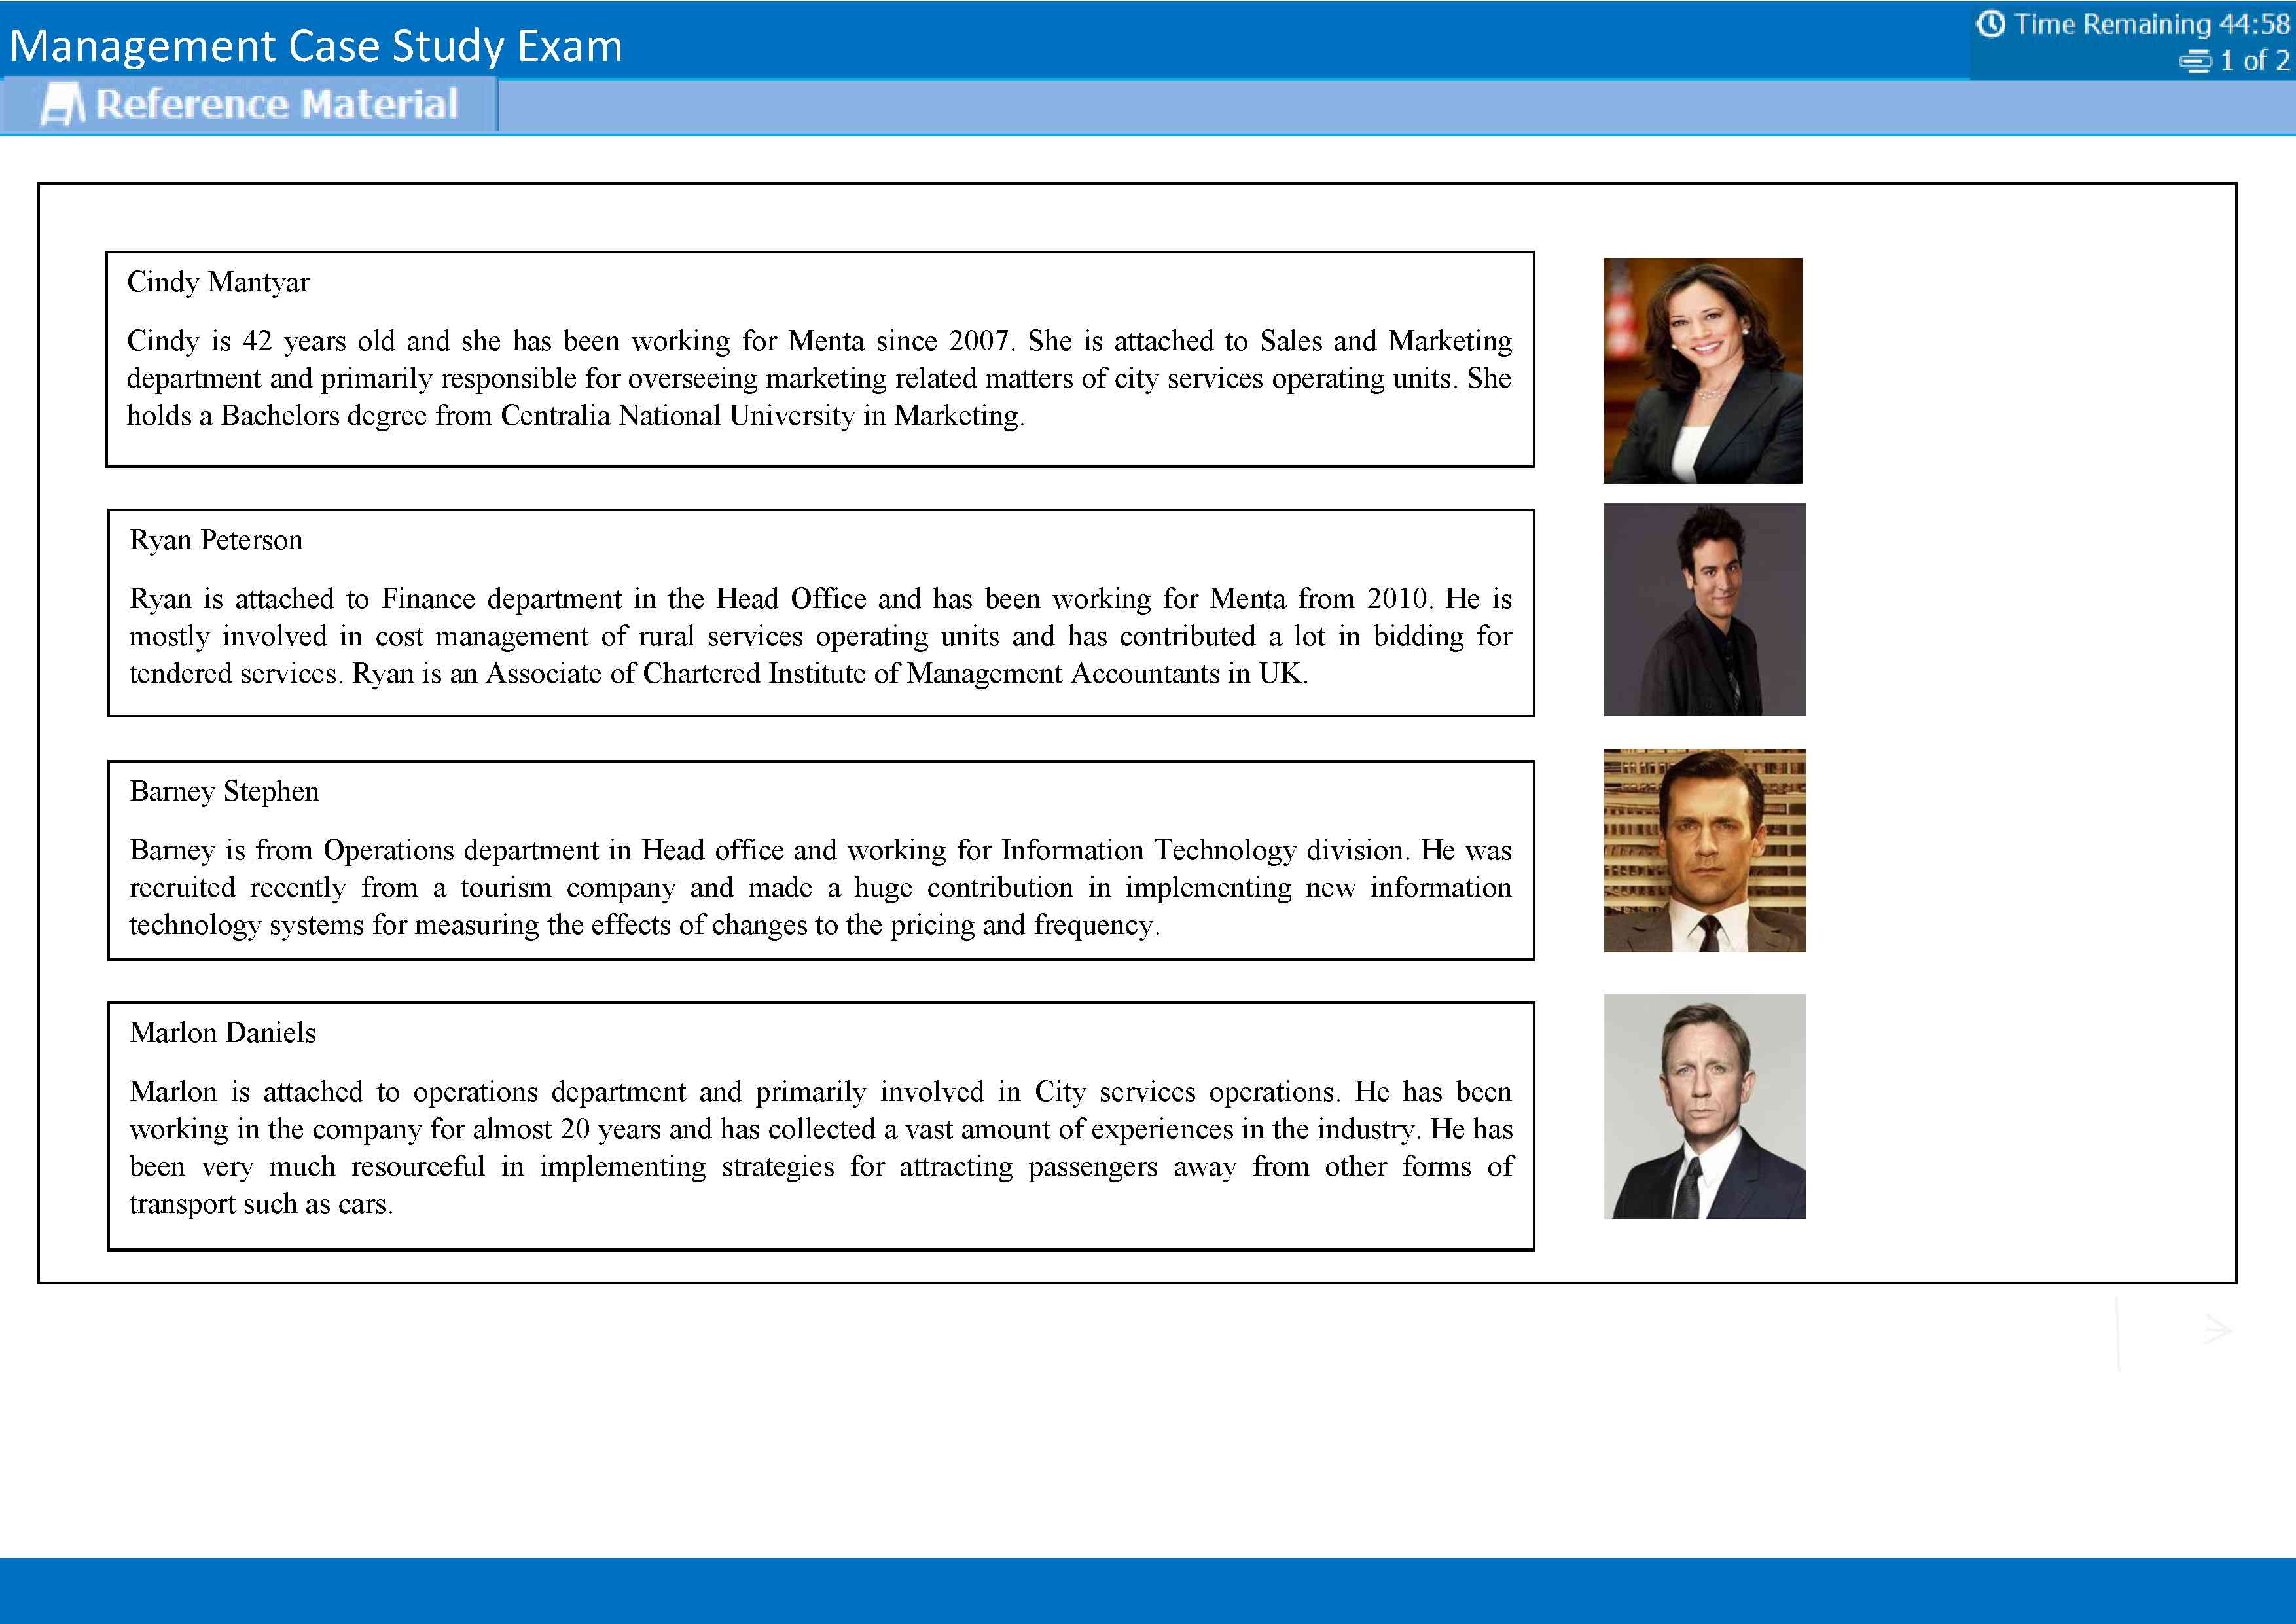 Management Case Study Exam
Time Remaining 44:58
1 of 2
Reference Material
Cindy Mantyar
Cindy is 42 years old and she has been working for Menta since 2007. She is attached to Sales and Marketing
department and primarily responsible for overseeing marketing related matters of city services operating units. She
holds a Bachelors degree from Centralia National University in Marketing.
Ryan Peterson
Ryan is attached to Finance department in the Head Office and has been working for Menta from 2010. He is
mostly involved in cost management of rural services operating units and has contributed a lot in bidding for
tendered services. Ryan is an Associate of Chartered Institute of Management Accountants in UK.
Barney Stephen
Barney is from Operations department in Head office and working for Information Technology division. He was
recruited recently from a tourism company and made a huge contribution in implementing new information
technology systems for measuring the effects of changes to the pricing and frequency.
Marlon Daniels
Marlon is attached to operations department and primarily involved in City services operations. He has been
working in the company for almost 20 years and has collected a vast amount of experiences in the industry. He has
been very much resourceful in implementing strategies for attracting passengers away from other forms of
transport such as cars.